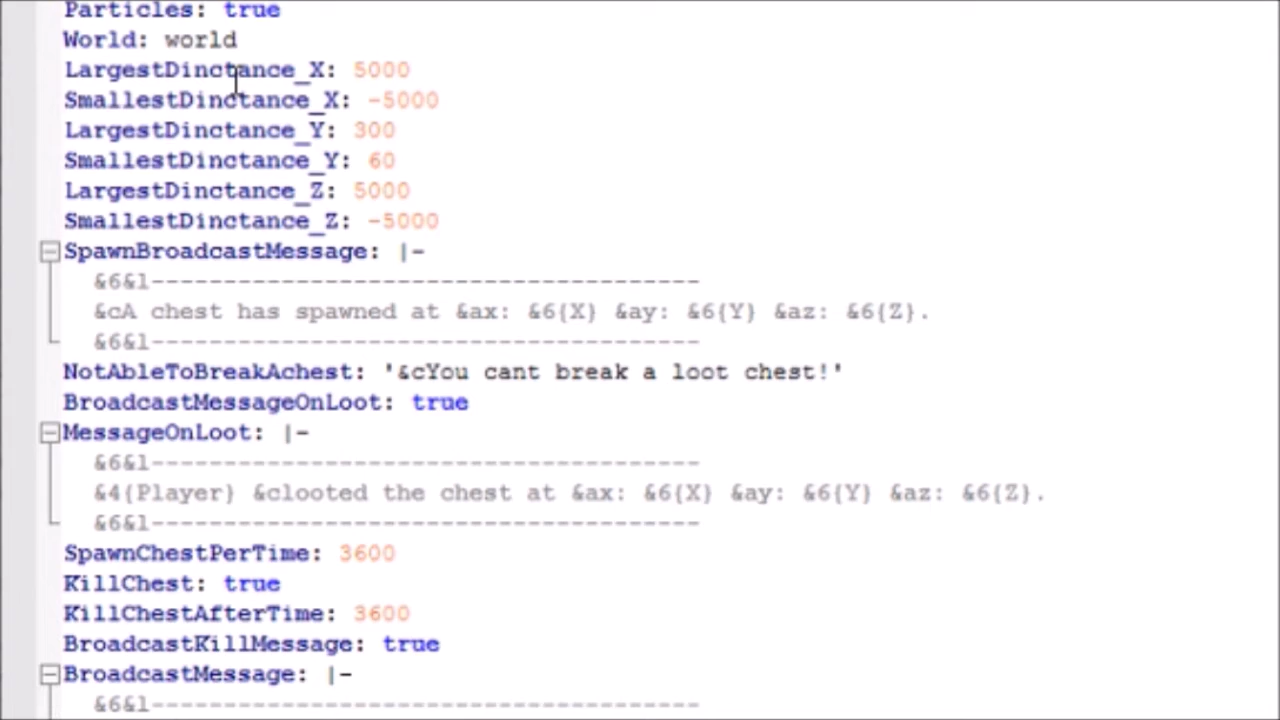 Particles: true
World: world
LargestDinctance_X: 5000
SmallestDinctance_X: -5000
LargestDinctance_Y: 300
SmallestDinctance_Y: 60
LargestDinctance_Z: 5000
SmallestDinctance_Z: -5000
SpawnBroadcastMessage: |-
&6&l--------------------------------------
&cA chest has spawned at &ax: &6{X} &ay: &6{Y} &az: &6{Z}.
&6&l--------------------------------------
NotAbleToBreakAchest: '&cYou cant break a loot chest!'
BroadcastMessageOnLoot: true
MessageOnLoot: |-
&6&l--------------------------------------
&4{Player} &clooted the chest at &ax: &6{X} &ay: &6{Y} &az: &6{Z}.
&6&l--------------------------------------
SpawnChestPerTime: 3600
KillChest: true
KillChestAfterTime: 3600
BroadcastKillMessage: true
BroadcastMessage: |-
&6&l--------------------------------------